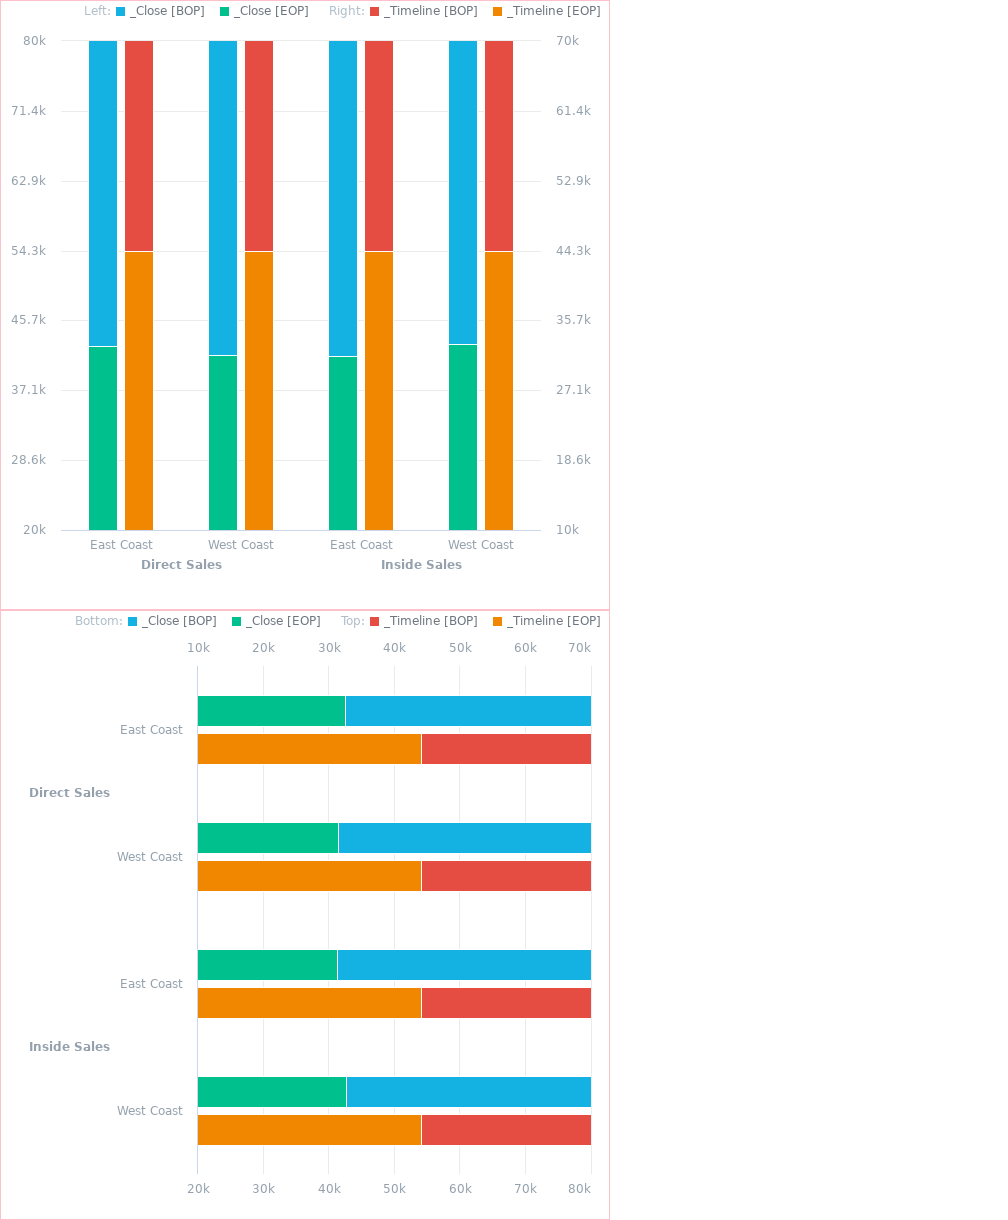 Left: _Close [BOP] _Close [EOP] Right: _Timeline [BOP] _Timeline [EOP]
80k 70k
71.4k 61.4k
62.9k 52.9k
54.3k 44.3k
45.7k 35.7k
37.1k 27.1k
28.6k 18.6k
20k 10k
East Coast West Coast East Coast West Coast
Direct Sales Inside Sales
Bottom: _Close [BOP] _Close [EOP] Top: _Timeline [BOP] _Timeline [EOP]
10k 20k 30k 40k 50k 60k 70k
East Coast
Direct Sales
West Coast
East Coast
Inside Sales
West Coast
20k 30k 40k 50k 60k 70k 80k